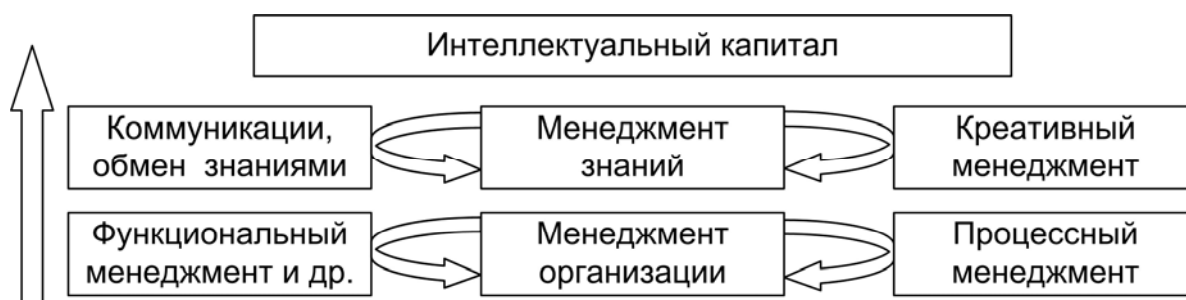 Интеллектуальный капитал
Коммуникации,
обмен знаниями
Менеджмент
знаний
Креативный
менеджмент
Функциональный
менеджмент и др.
Менеджмент
организации
Процессный
менеджмент